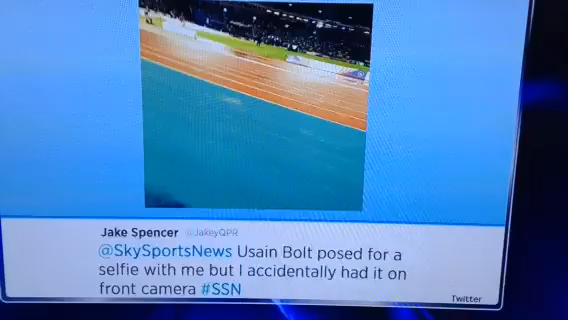 Jake Spencer @JakeyQPR
@SkySportsNews Usain Bolt posed for a
selfie with me but I accidentally had it on
front camera #SSN
Twitter